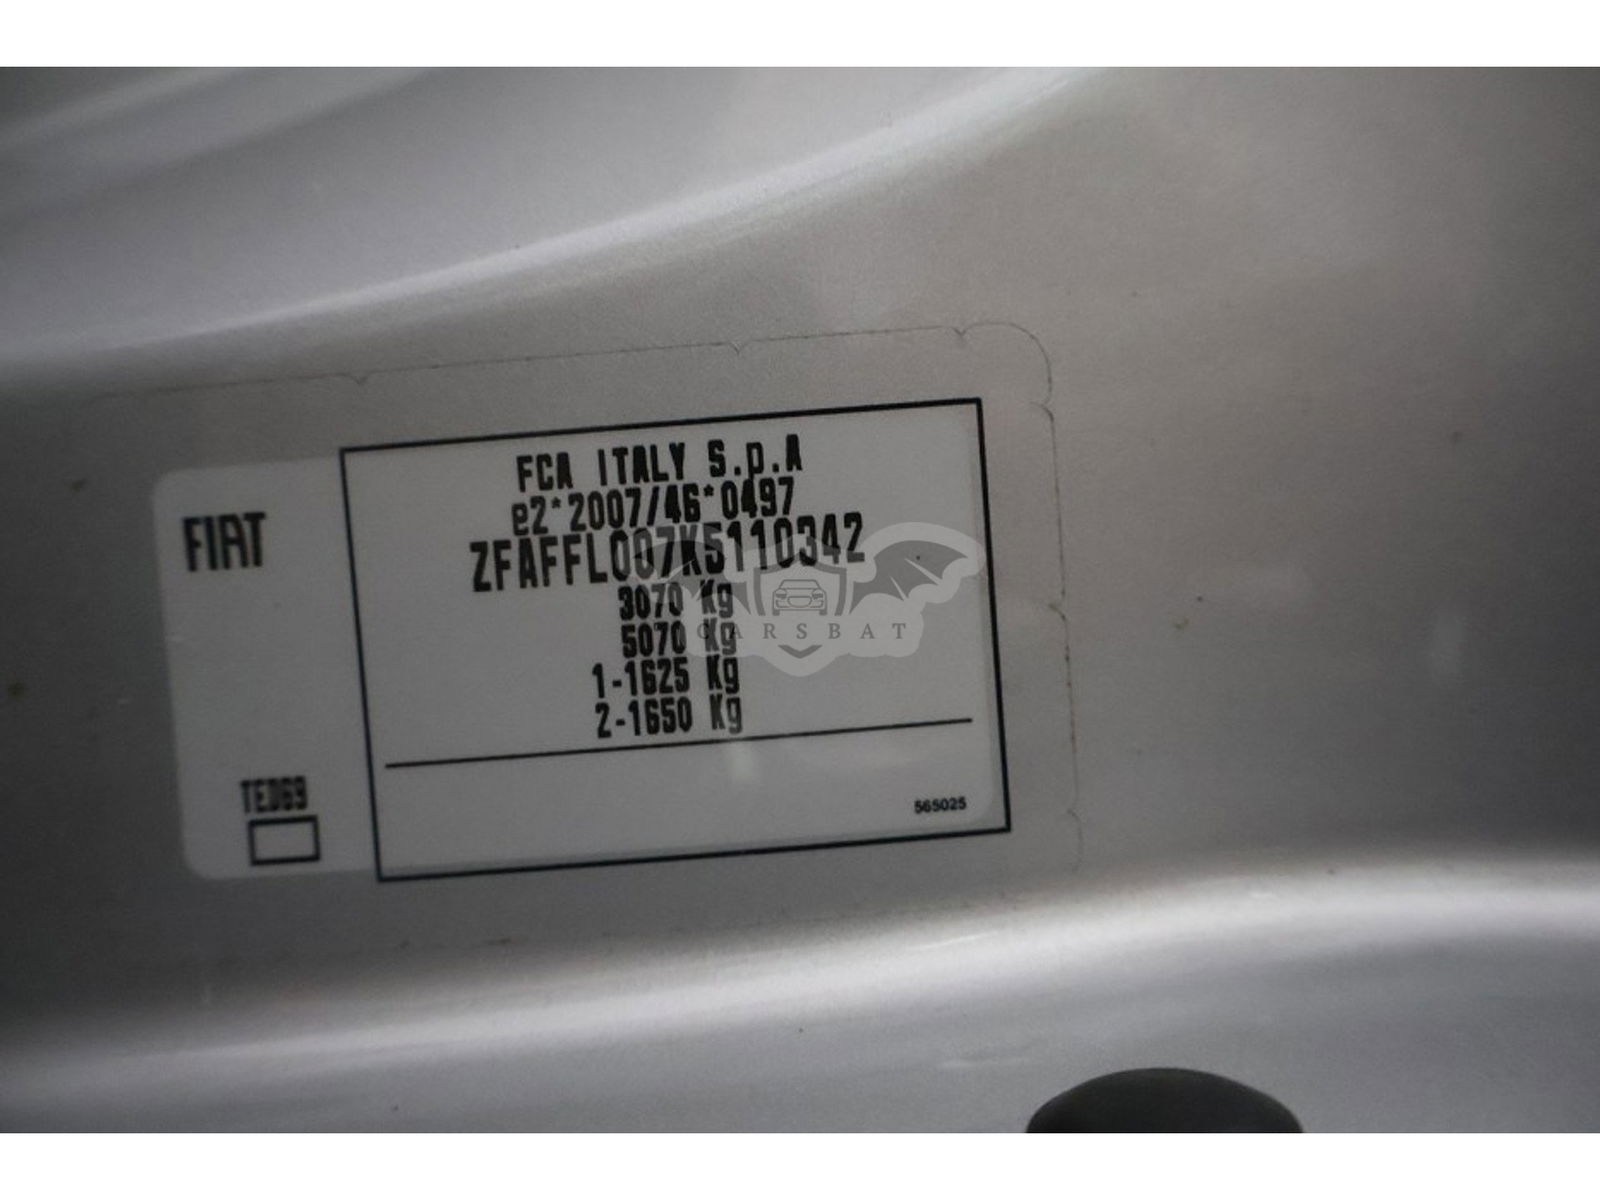 FIAT
FCA ITALY S.p.A
e2*2007/46*0497
ZFAFFL007K5110342
3070 Kg
5070 Kg
1-1625 Kg
2-1650 Kg
CARSBAT
TED69
565025